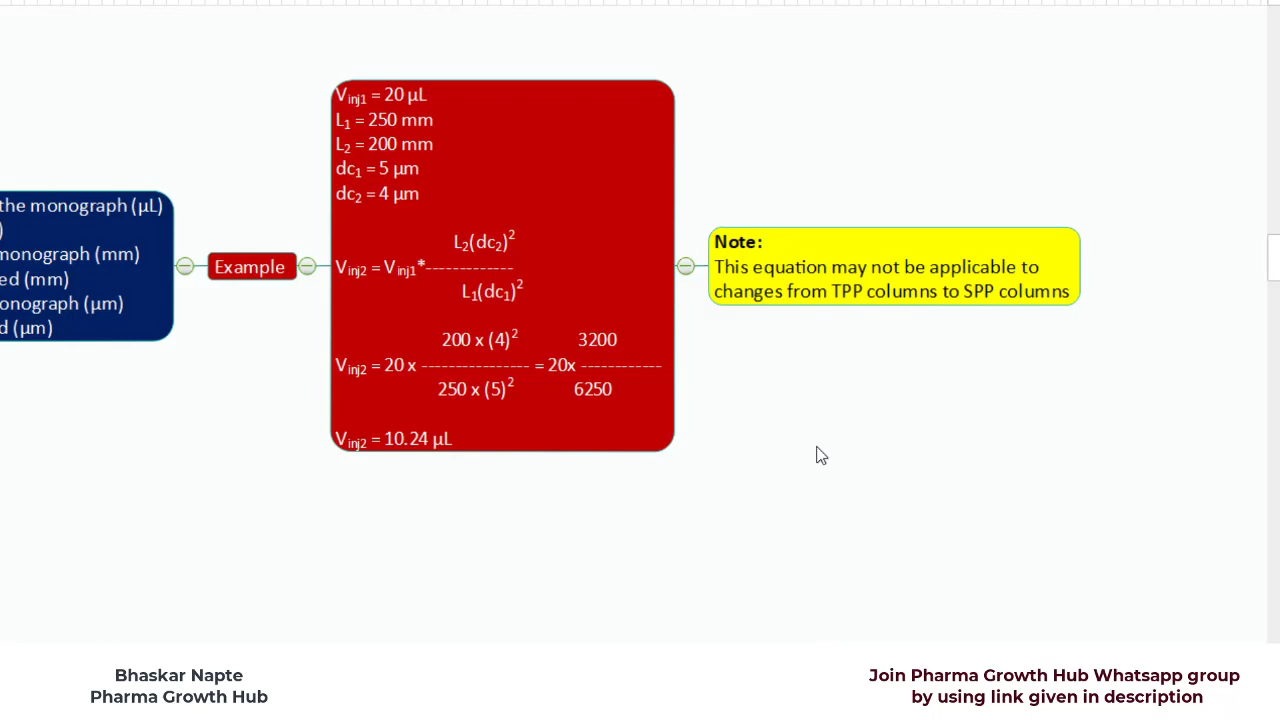 the monograph (µL)
)
monograph (mm)
ed (mm)
onograph (µm)
d (µm)
Example
Vinj1 = 20 µL
L1 = 250 mm
L2 = 200 mm
dc1 = 5 µm
dc2 = 4 µm
L2(dc2)2
Vinj2 = Vinj1*-------------
L1(dc1)2
200 x (4)2 3200
Vinj2 = 20 x ---------------- = 20x ------------
250 x (5)2 6250
Vinj2 = 10.24 µL
Note:
This equation may not be applicable to
changes from TPP columns to SPP columns
Bhaskar Napte
Pharma Growth Hub
Join Pharma Growth Hub Whatsapp group
by using link given in description